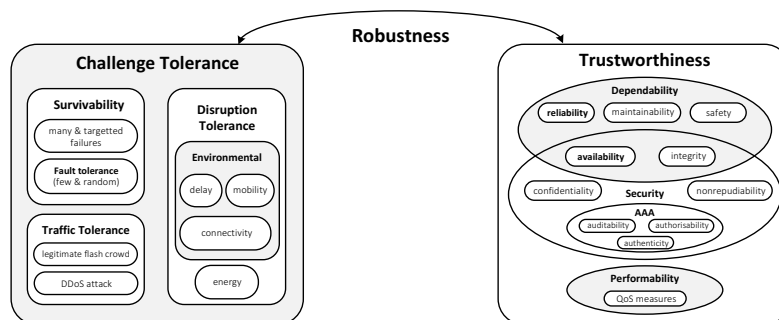 Robustness
Challenge Tolerance
Survivability
many & targetted
failures
Fault tolerance
(few & random)
Traffic Tolerance
legitimate flash crowd
DDoS attack
Disruption
Tolerance
Environmental
delay
mobility
connectivity
energy
Trustworthiness
Dependability
reliability
maintainability
safety
availability
integrity
confidentiality
Security
nonrepudiability
AAA
auditability
authorisability
authenticity
Performability
QoS measures